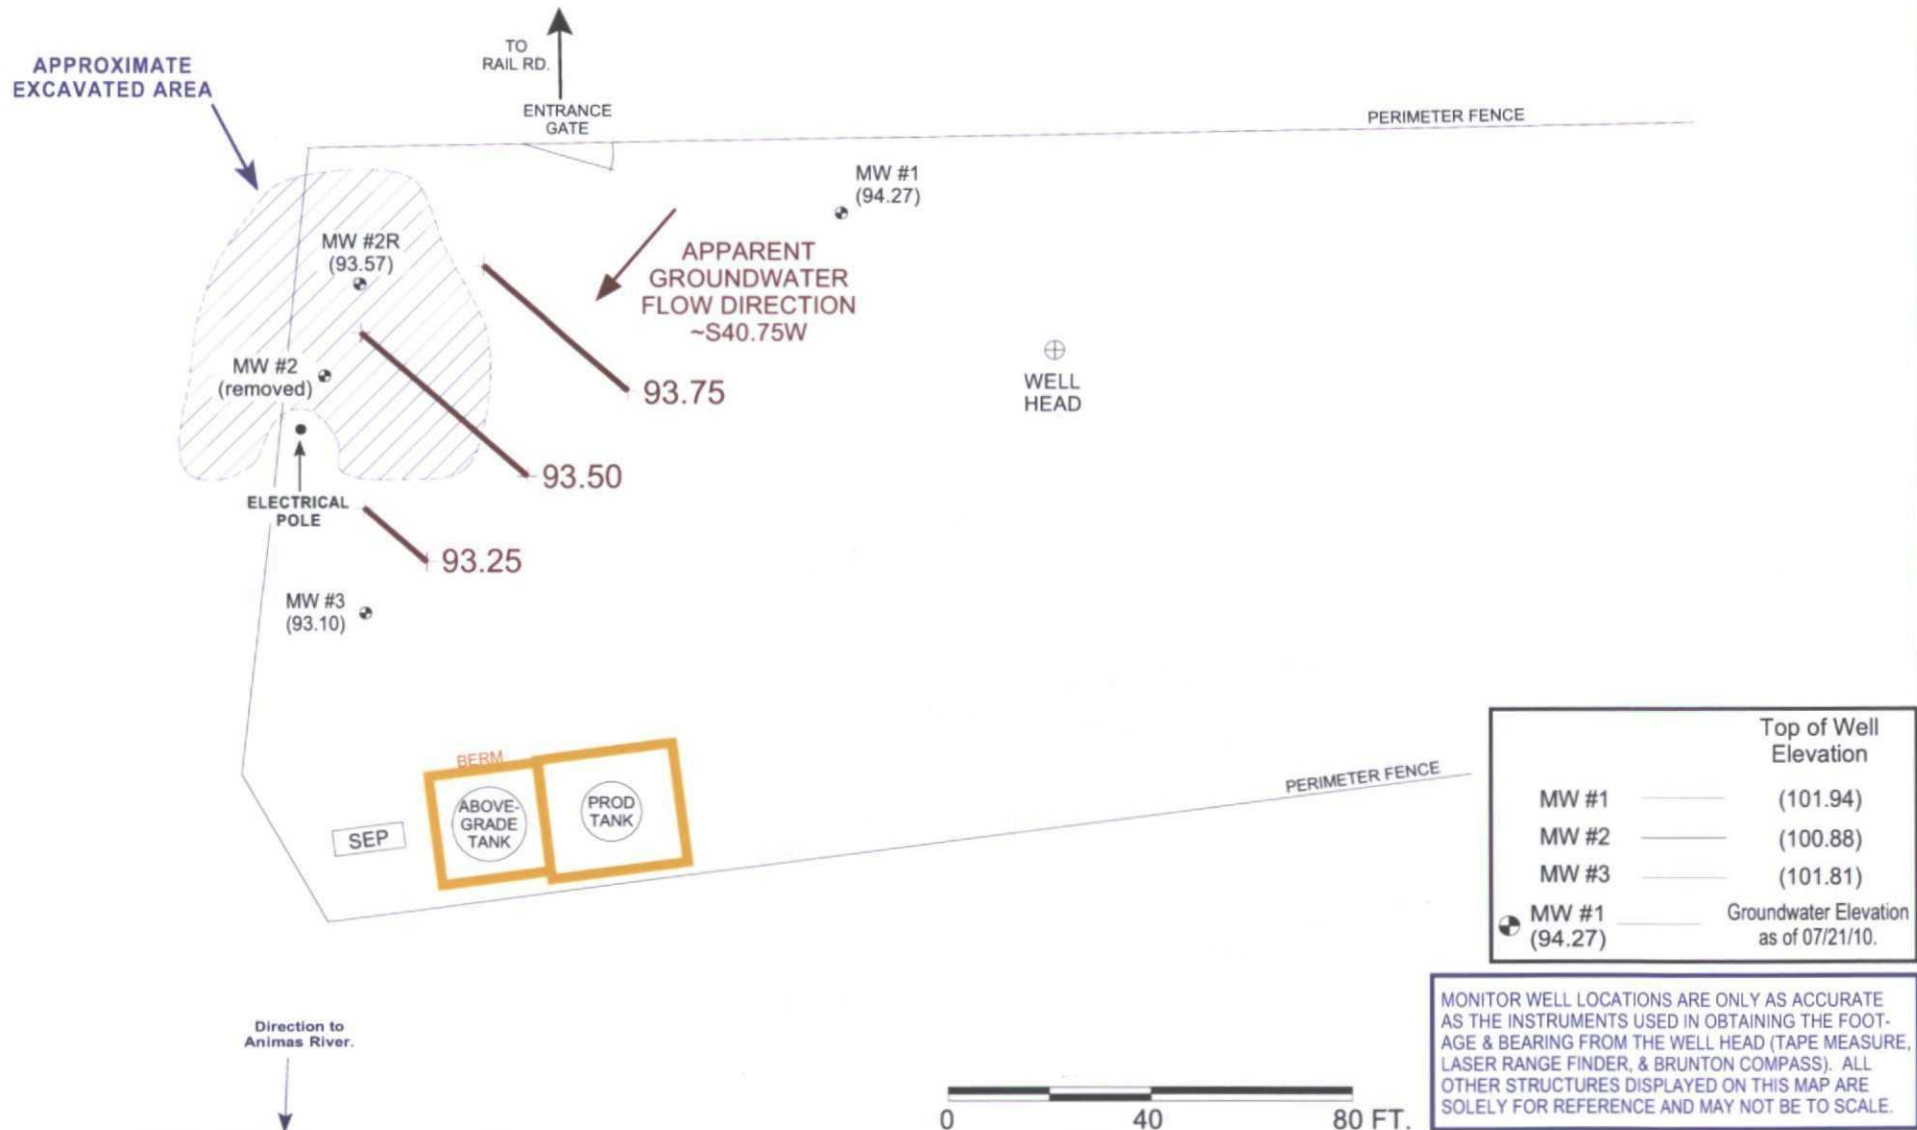 TO
RAIL RD.
APPROXIMATE
EXCAVATED AREA
ENTRANCE
GATE
PERIMETER FENCE
MW #1
(94.27)
MW #2R
(93.57)
APPARENT
GROUNDWATER
FLOW DIRECTION
~S40.75W
MW #2
(removed)
93.75
WELL
HEAD
93.50
ELECTRICAL
POLE
93.25
MW #3
(93.10)
BERM
ABOVE-
GRADE
TANK
PROD
TANK
SEP
PERIMETER FENCE
Top of Well
Elevation
MW #1 (101.94)
MW #2 (100.88)
MW #3 (101.81)
MW #1 Groundwater Elevation
(94.27) as of 07/21/10.
MONITOR WELL LOCATIONS ARE ONLY AS ACCURATE
AS THE INSTRUMENTS USED IN OBTAINING THE FOOT-
AGE & BEARING FROM THE WELL HEAD (TAPE MEASURE,
LASER RANGE FINDER, & BRUNTON COMPASS). ALL
OTHER STRUCTURES DISPLAYED ON THIS MAP ARE
SOLELY FOR REFERENCE AND MAY NOT BE TO SCALE.
Direction to
Animas River.
0 40 80 FT.